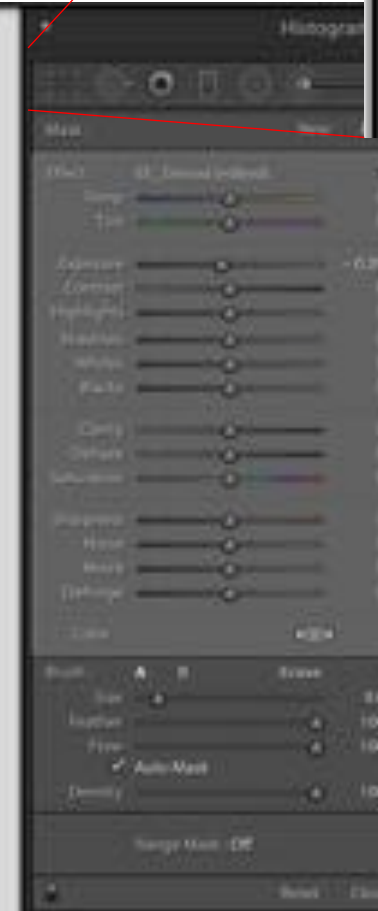 Histogram
Mask
Effect
Temp
Tint
Exposure
Contrast
Highlights
Shadows
Whites
Blacks
Clarity
Dehaze
Saturation
Sharpness
Noise
Moiré
Defringe
Color
Brush A B Erase
Size
Feather
Flow
Auto Mask
Density
Range Mask: Off
Reset